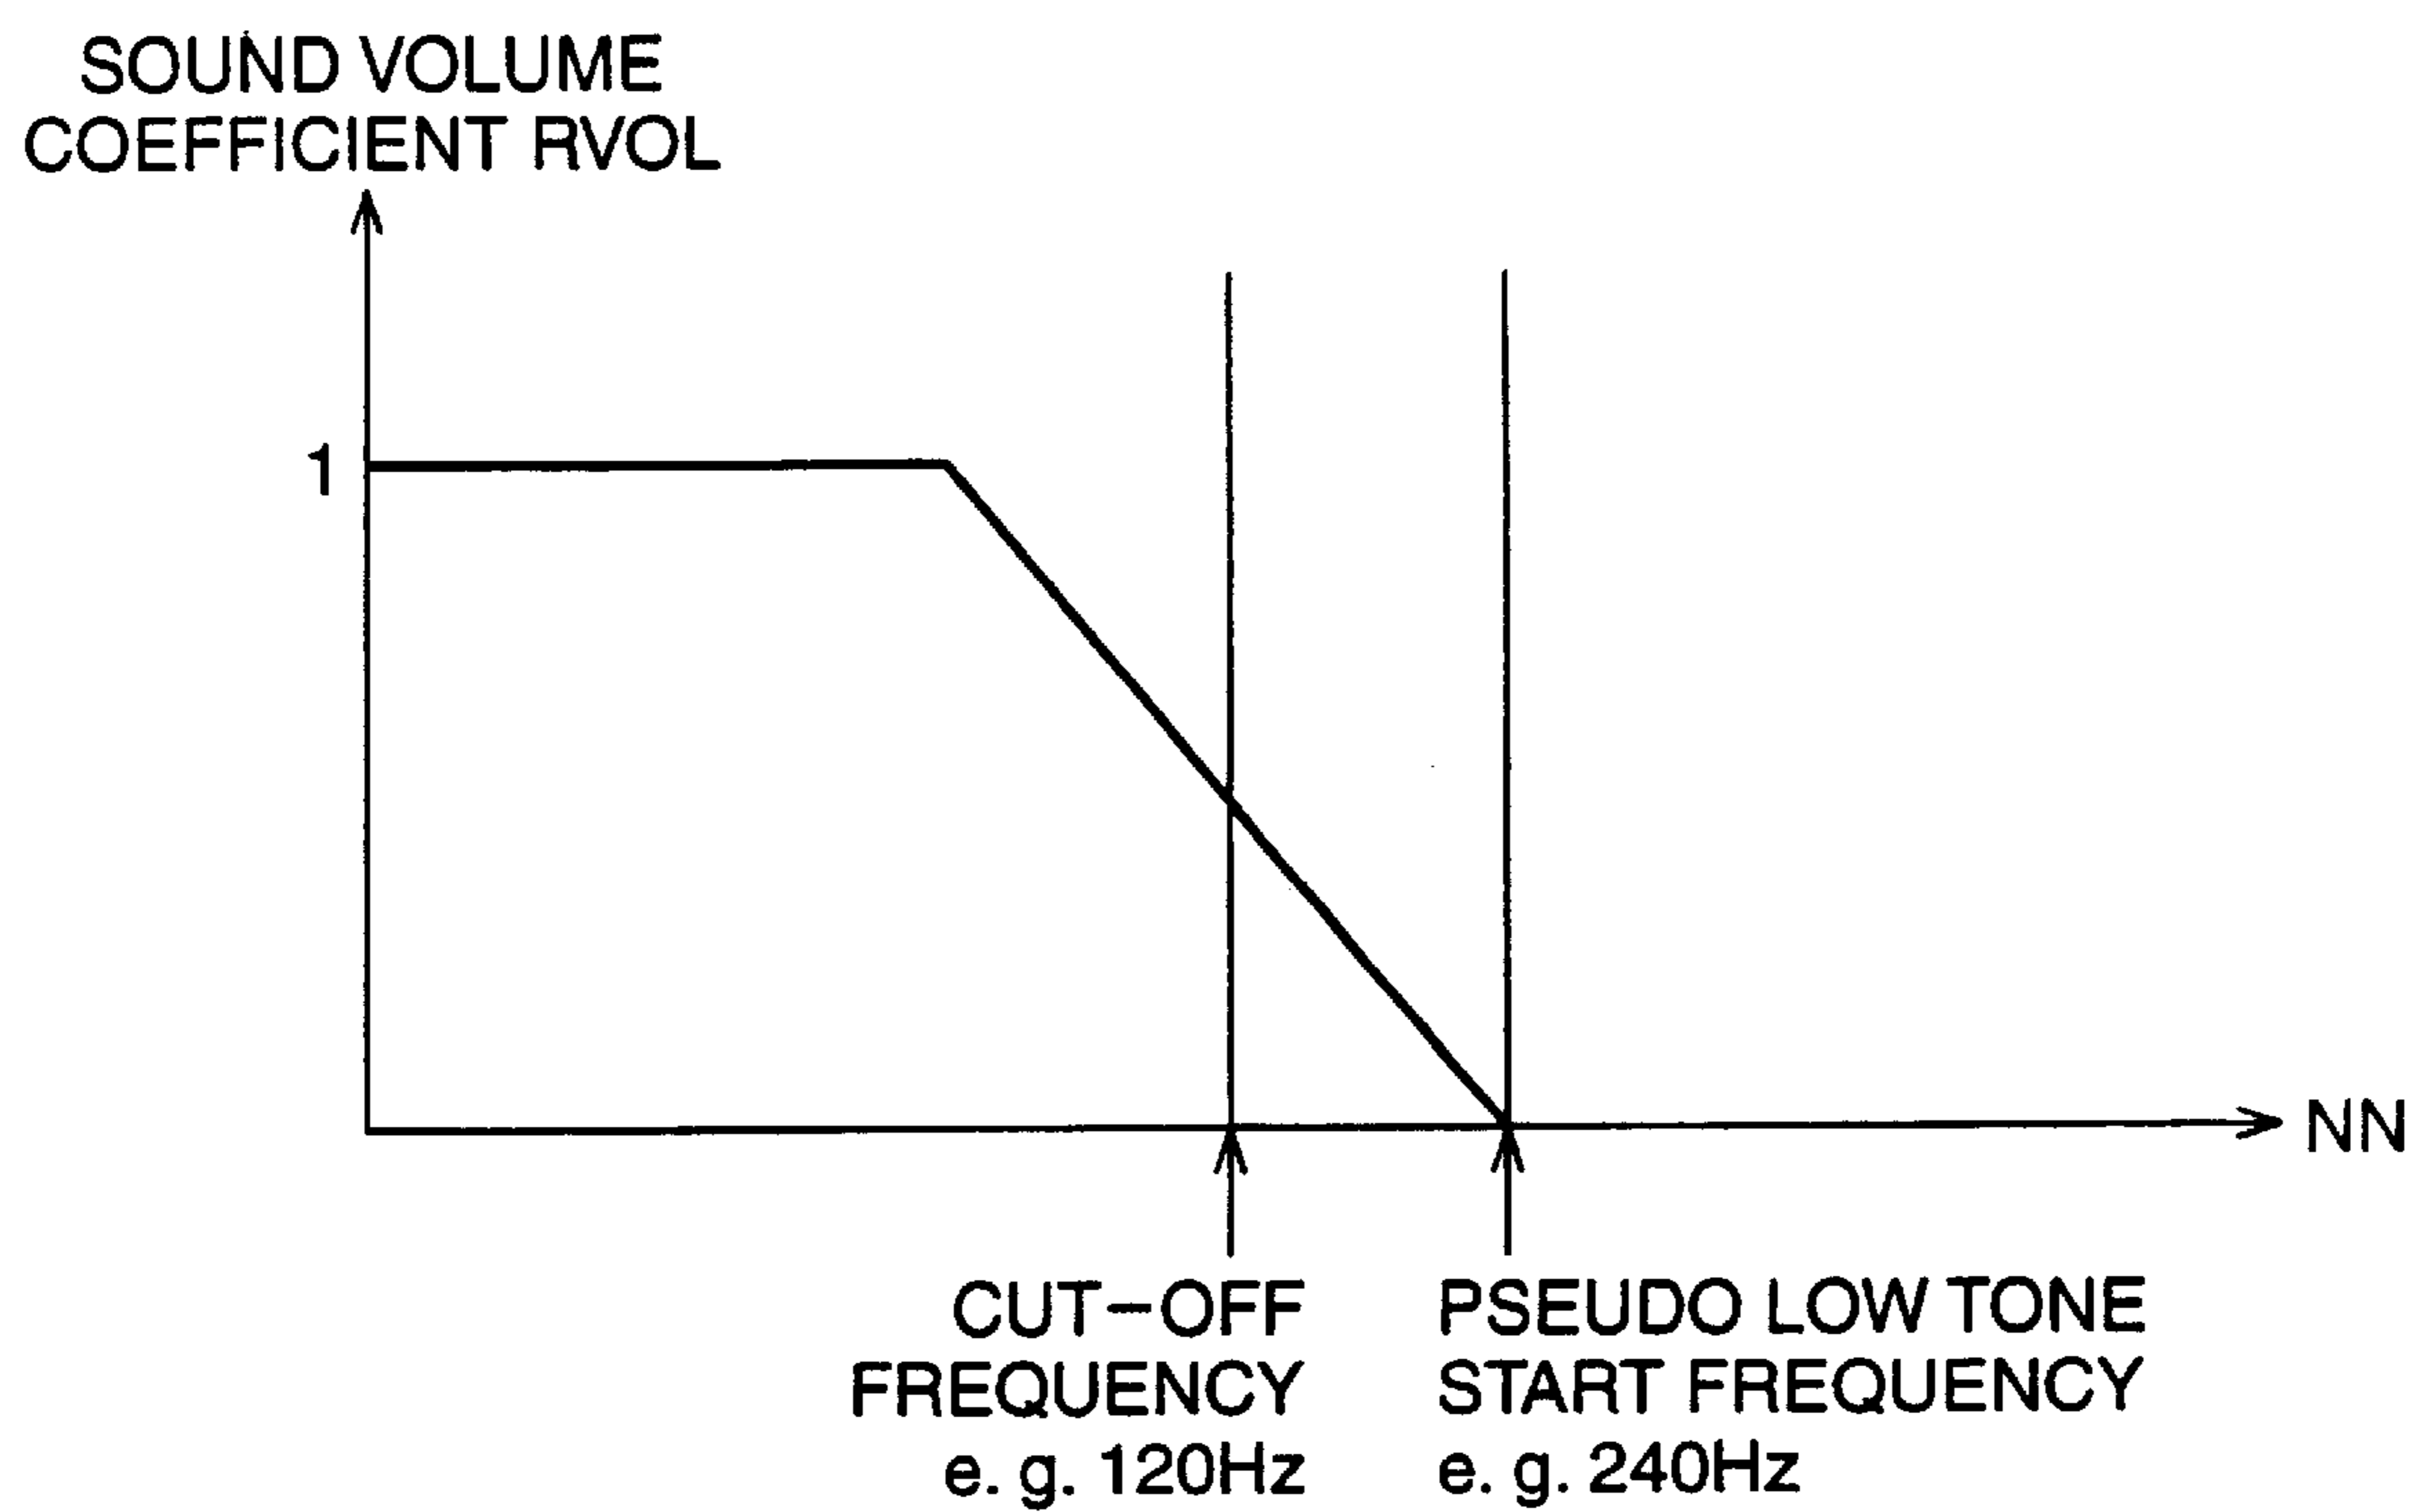 SOUND VOLUME
COEFFICIENT RVOL
1
NN
CUT-OFF
FREQUENCY
e. g. 120Hz
PSEUDO LOW TONE
START FREQUENCY
e. g. 240Hz